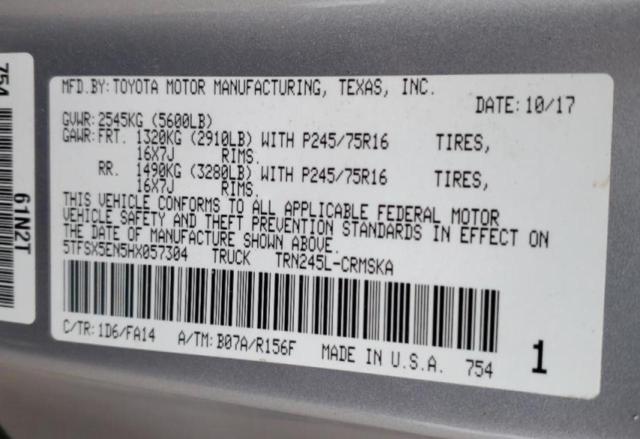 MFD.BY:TOYOTA MOTOR MANUFACTURING, TEXAS, INC.
DATE:10/17
GVWR:2545KG (5600LB)
GAWR:FRT. 1320KG (2910LB) WITH P245/75R16 TIRES,
16X7J RIMS.
RR. 1490KG (3280LB) WITH P245/75R16 TIRES,
16X7J RIMS.
THIS VEHICLE CONFORMS TO ALL APPLICABLE FEDERAL MOTOR
VEHICLE SAFETY AND THEFT PREVENTION STANDARDS IN EFFECT ON
THE DATE OF MANUFACTURE SHOWN ABOVE.
5TFSX5EN5HX057304 TRUCK TRN245L-CRMSKA
C/TR:1D6/FA14 A/TM:B07A/R156F MADE IN U.S.A. 754
1
754
61N2T